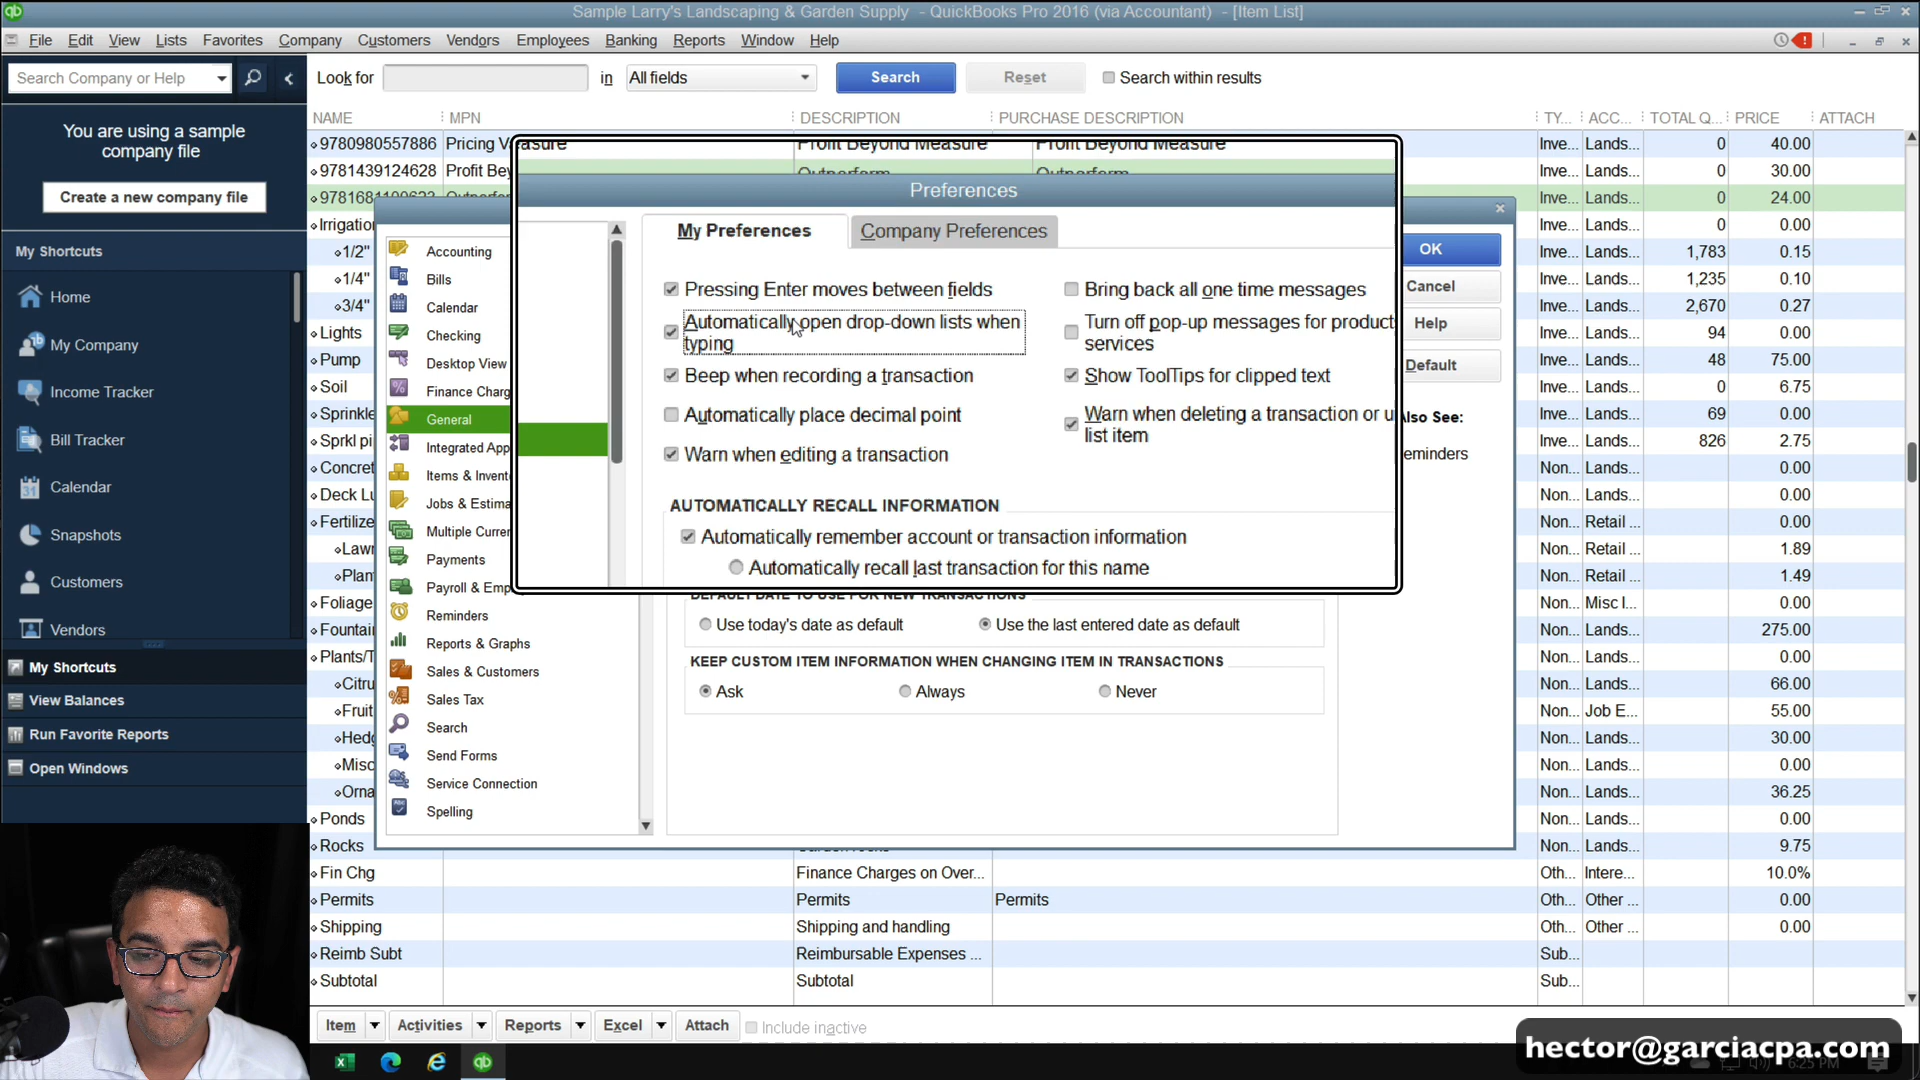 Sample Larry's Landscaping & Garden Supply - QuickBooks Pro 2016 (via Accountant) - [Item List]
File Edit View Lists Favorites Company Customers Vendors Employees Banking Reports Window Help
Search Company or Help
Look for in All fields Search Reset Search within results
NAME MPN DESCRIPTION PURCHASE DESCRIPTION TY... ACC... TOTAL Q... PRICE ATTACH
You are using a sample
company file
Create a new company file
My Shortcuts
Home
My Company
Income Tracker
Bill Tracker
Calendar
Snapshots
Customers
Vendors
My Shortcuts
View Balances
Run Favorite Reports
Open Windows
9780980557886 Pricing Inve... Lands... 0 40.00
9781439124628 Profit Bey Inve... Lands... 0 30.00
Inve... Lands... 0 24.00
Irrigation Inve... Lands... 0 0.00
1/2" Inve... Lands... 1,783 0.15
1/4" Inve... Lands... 1,235 0.10
3/4" Inve... Lands... 2,670 0.27
Lights Inve... Lands... 94 0.00
Pump Inve... Lands... 48 75.00
Soil Inve... Lands... 0 6.75
Sprinkle Inve... Lands... 69 0.00
Sprkl pi Inve... Lands... 826 2.75
Concre Non... Lands... 0.00
Deck Lu Non... Lands... 0.00
Fertilize Non... Retail ... 0.00
Lawn Non... Retail ... 1.89
Plan Non... Retail ... 1.49
Foliage Non... Misc I... 0.00
Fountain Non... Lands... 275.00
Plants/T Non... Lands... 0.00
Citru Non... Lands... 66.00
Fruit Non... Job E... 55.00
Hedg Non... Lands... 30.00
Misc Non... Lands... 0.00
Orna Non... Lands... 36.25
Ponds Non... Lands... 0.00
Rocks Garden rocks Non... Lands... 9.75
Fin Chg Finance Charges on Over... Oth... Intere... 10.0%
Permits Permits Permits Oth... Other ... 0.00
Shipping Shipping and handling Oth... Other ... 0.00
Reimb Subt Reimbursable Expenses ... Sub...
Subtotal Subtotal Sub...
Profit Beyond Measure Profit Beyond Measure
Outperform Outperform
Preferences
Accounting
Bills
Calendar
Checking
Desktop View
Finance Charg
General
Integrated App
Items & Invent
Jobs & Estima
Multiple Curre
Payments
Payroll & Emp
Reminders
Reports & Graphs
Sales & Customers
Sales Tax
Search
Send Forms
Service Connection
Spelling
My Preferences Company Preferences
Pressing Enter moves between fields Bring back all one time messages
Automatically open drop-down lists when Turn off pop-up messages for product
typing services
Beep when recording a transaction Show ToolTips for clipped text
Automatically place decimal point Warn when deleting a transaction or u
list item
Warn when editing a transaction
AUTOMATICALLY RECALL INFORMATION
Automatically remember account or transaction information
Automatically recall last transaction for this name
DEFAULT DATE TO USE FOR NEW TRANSACTIONS
Use today's date as default Use the last entered date as default
KEEP CUSTOM ITEM INFORMATION WHEN CHANGING ITEM IN TRANSACTIONS
Ask Always Never
OK
Cancel
Help
Default
Also See:
eminders
Item Activities Reports Excel Attach Include inactive
hector@garciacpa.com
6:25 PM